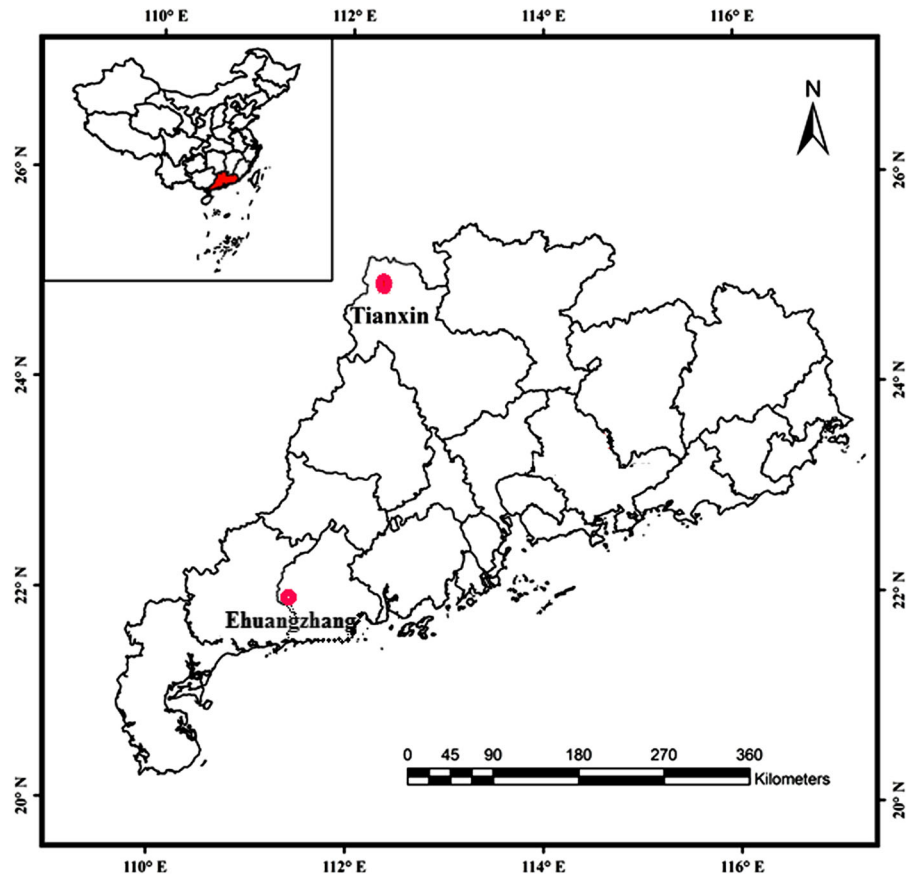 110° E 112° E 114° E 116° E
N
26° N 26° N
Tianxin
24° N 24° N
22° N 22° N
Ehuangzhang
0 45 90 180 270 360
Kilometers
20° N 20° N
110° E 112° E 114° E 116° E